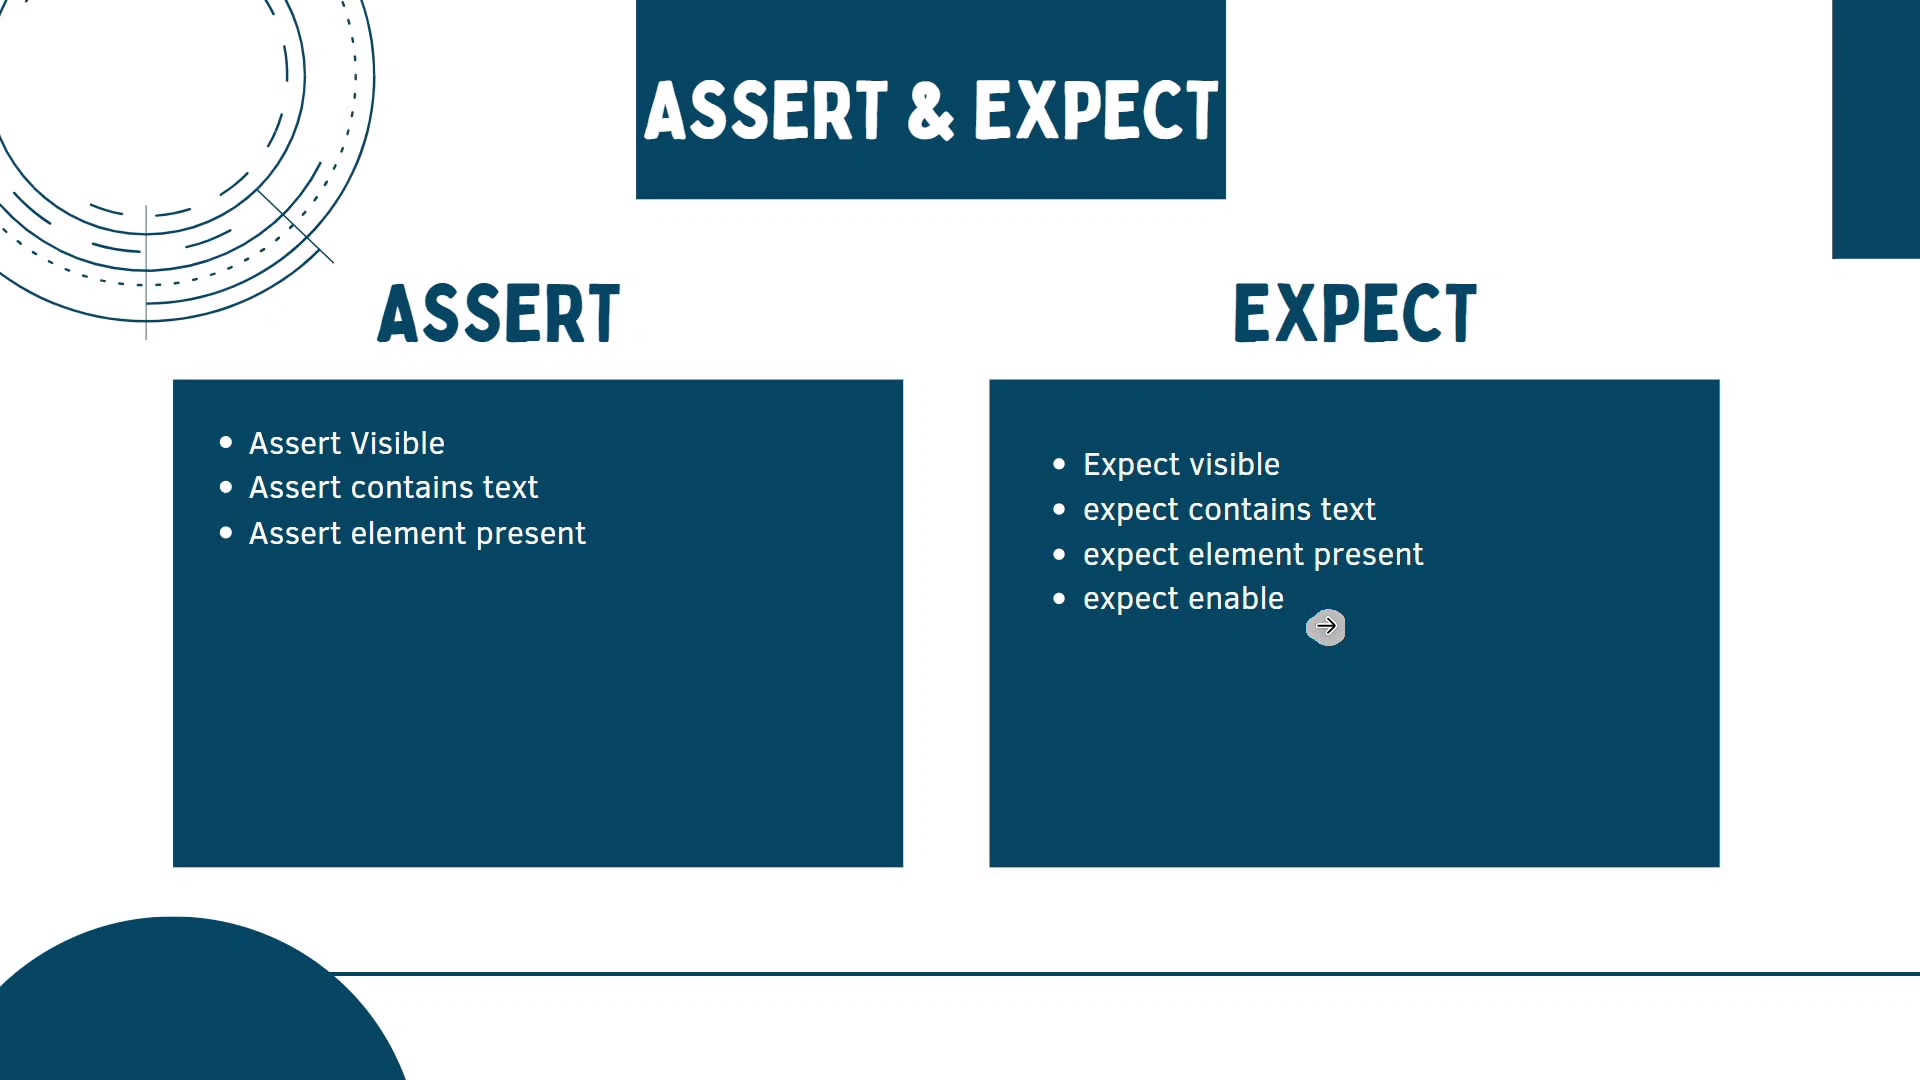 ASSERT & EXPECT
ASSERT
Assert Visible
Assert contains text
Assert element present
EXPECT
Expect visible
expect contains text
expect element present
expect enable